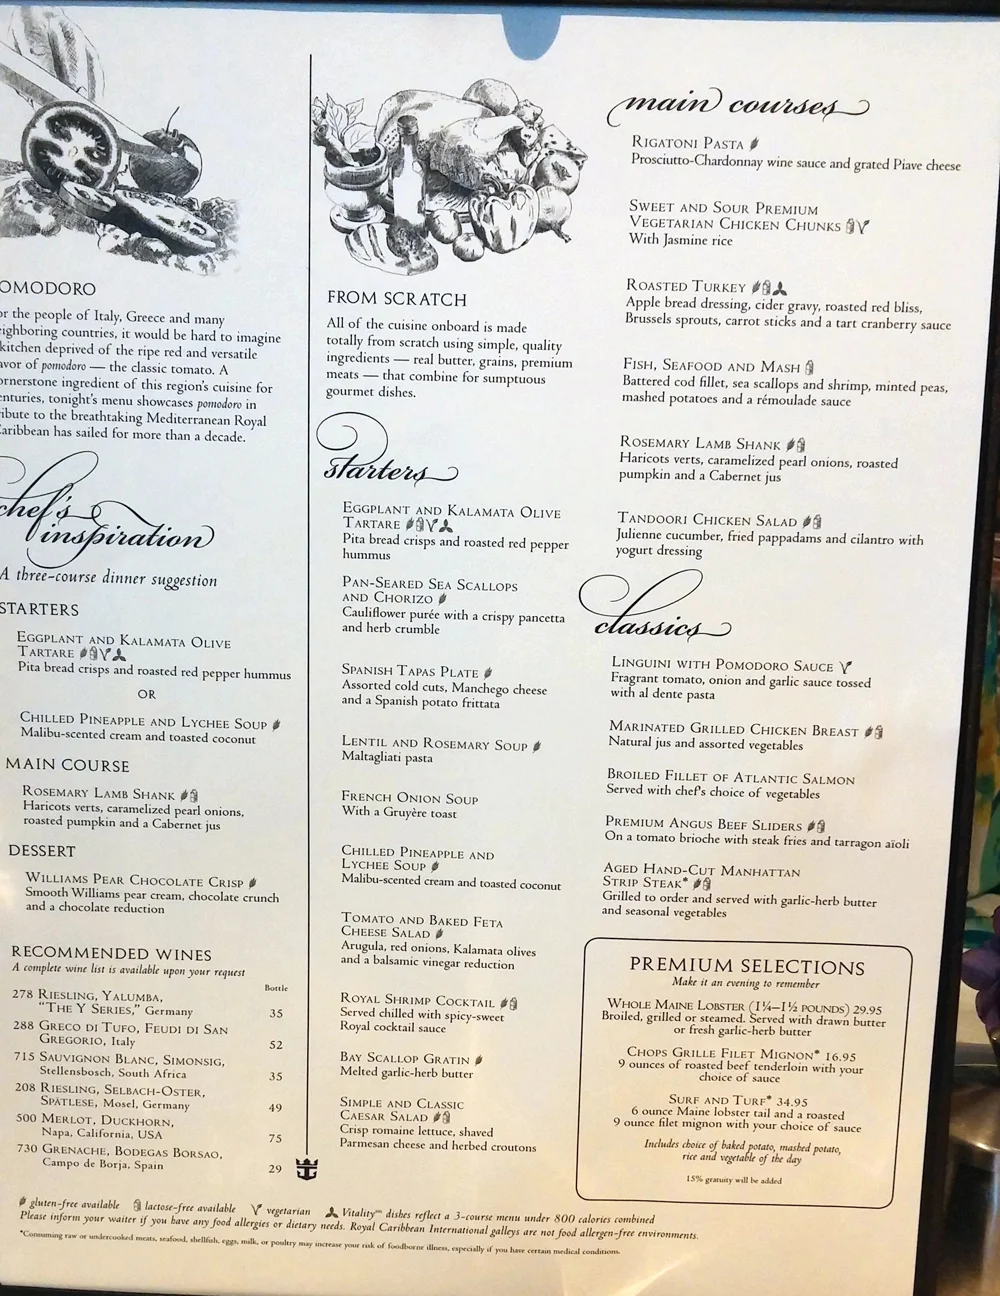 OMODORO
or the people of Italy, Greece and many
eighboring countries, it would be hard to imagine
kitchen deprived of the ripe red and versatile
avor of pomodoro — the classic tomato. A
ornerstone ingredient of this region's cuisine for
enturies, tonight's menu showcases pomodoro in
ribute to the breathtaking Mediterranean Royal
Caribbean has sailed for more than a decade.
chef's
inspiration
A three-course dinner suggestion
STARTERS
EGGPLANT AND KALAMATA OLIVE
TARTARE
Pita bread crisps and roasted red pepper hummus
OR
CHILLED PINEAPPLE AND LYCHEE SOUP
Malibu-scented cream and toasted coconut
MAIN COURSE
ROSEMARY LAMB SHANK
Haricots verts, caramelized pearl onions,
roasted pumpkin and a Cabernet jus
DESSERT
WILLIAMS PEAR CHOCOLATE CRISP
Smooth Williams pear cream, chocolate crunch
and a chocolate reduction
RECOMMENDED WINES
A complete wine list is available upon your request
Bottle
278 RIESLING, YALUMBA,
"THE Y SERIES," Germany 35
288 GRECO DI TUFO, FEUDI DI SAN
GREGORIO, Italy 52
715 SAUVIGNON BLANC, SIMONSIG,
Stellensbosch, South Africa 35
208 RIESLING, SELBACH-OSTER,
SPÄTLESE, Mosel, Germany 49
500 MERLOT, DUCKHORN,
Napa, California, USA 75
730 GRENACHE, BODEGAS BORSAO,
Campo de Borja, Spain 29
FROM SCRATCH
All of the cuisine onboard is made
totally from scratch using simple, quality
ingredients — real butter, grains, premium
meats — that combine for sumptuous
gourmet dishes.
starters
EGGPLANT AND KALAMATA OLIVE
TARTARE
Pita bread crisps and roasted red pepper
hummus
PAN-SEARED SEA SCALLOPS
AND CHORIZO
Cauliflower purée with a crispy pancetta
and herb crumble
SPANISH TAPAS PLATE
Assorted cold cuts, Manchego cheese
and a Spanish potato frittata
LENTIL AND ROSEMARY SOUP
Maltagliati pasta
FRENCH ONION SOUP
With a Gruyère toast
CHILLED PINEAPPLE AND
LYCHEE SOUP
Malibu-scented cream and toasted coconut
TOMATO AND BAKED FETA
CHEESE SALAD
Arugula, red onions, Kalamata olives
and a balsamic vinegar reduction
ROYAL SHRIMP COCKTAIL
Served chilled with spicy-sweet
Royal cocktail sauce
BAY SCALLOP GRATIN
Melted garlic-herb butter
SIMPLE AND CLASSIC
CAESAR SALAD
Crisp romaine lettuce, shaved
Parmesan cheese and herbed croutons
main courses
RIGATONI PASTA
Prosciutto-Chardonnay wine sauce and grated Piave cheese
SWEET AND SOUR PREMIUM
VEGETARIAN CHICKEN CHUNKS
With Jasmine rice
ROASTED TURKEY
Apple bread dressing, cider gravy, roasted red bliss,
Brussels sprouts, carrot sticks and a tart cranberry sauce
FISH, SEAFOOD AND MASH
Battered cod fillet, sea scallops and shrimp, minted peas,
mashed potatoes and a rémoulade sauce
ROSEMARY LAMB SHANK
Haricots verts, caramelized pearl onions, roasted
pumpkin and a Cabernet jus
TANDOORI CHICKEN SALAD
Julienne cucumber, fried pappadams and cilantro with
yogurt dressing
classics
LINGUINI WITH POMODORO SAUCE
Fragrant tomato, onion and garlic sauce tossed
with al dente pasta
MARINATED GRILLED CHICKEN BREAST
Natural jus and assorted vegetables
BROILED FILLET OF ATLANTIC SALMON
Served with chef's choice of vegetables
PREMIUM ANGUS BEEF SLIDERS
On a tomato brioche with steak fries and tarragon aïoli
AGED HAND-CUT MANHATTAN
STRIP STEAK*
Grilled to order and served with garlic-herb butter
and seasonal vegetables
PREMIUM SELECTIONS
Make it an evening to remember
WHOLE MAINE LOBSTER (1¼–1½ POUNDS) 29.95
Broiled, grilled or steamed. Served with drawn butter
or fresh garlic-herb butter
CHOPS GRILLE FILET MIGNON* 16.95
9 ounces of roasted beef tenderloin with your
choice of sauce
SURF AND TURF* 34.95
6 ounce Maine lobster tail and a roasted
9 ounce filet mignon with your choice of sauce
Includes choice of baked potato, mashed potato,
rice and vegetable of the day
15% gratuity will be added
gluten-free available lactose-free available vegetarian Vitality℠ dishes reflect a 3-course menu under 800 calories combined
Please inform your waiter if you have any food allergies or dietary needs. Royal Caribbean International galleys are not food allergen-free environments.
*Consuming raw or undercooked meats, seafood, shellfish, eggs, milk, or poultry may increase your risk of foodborne illness, especially if you have certain medical conditions.